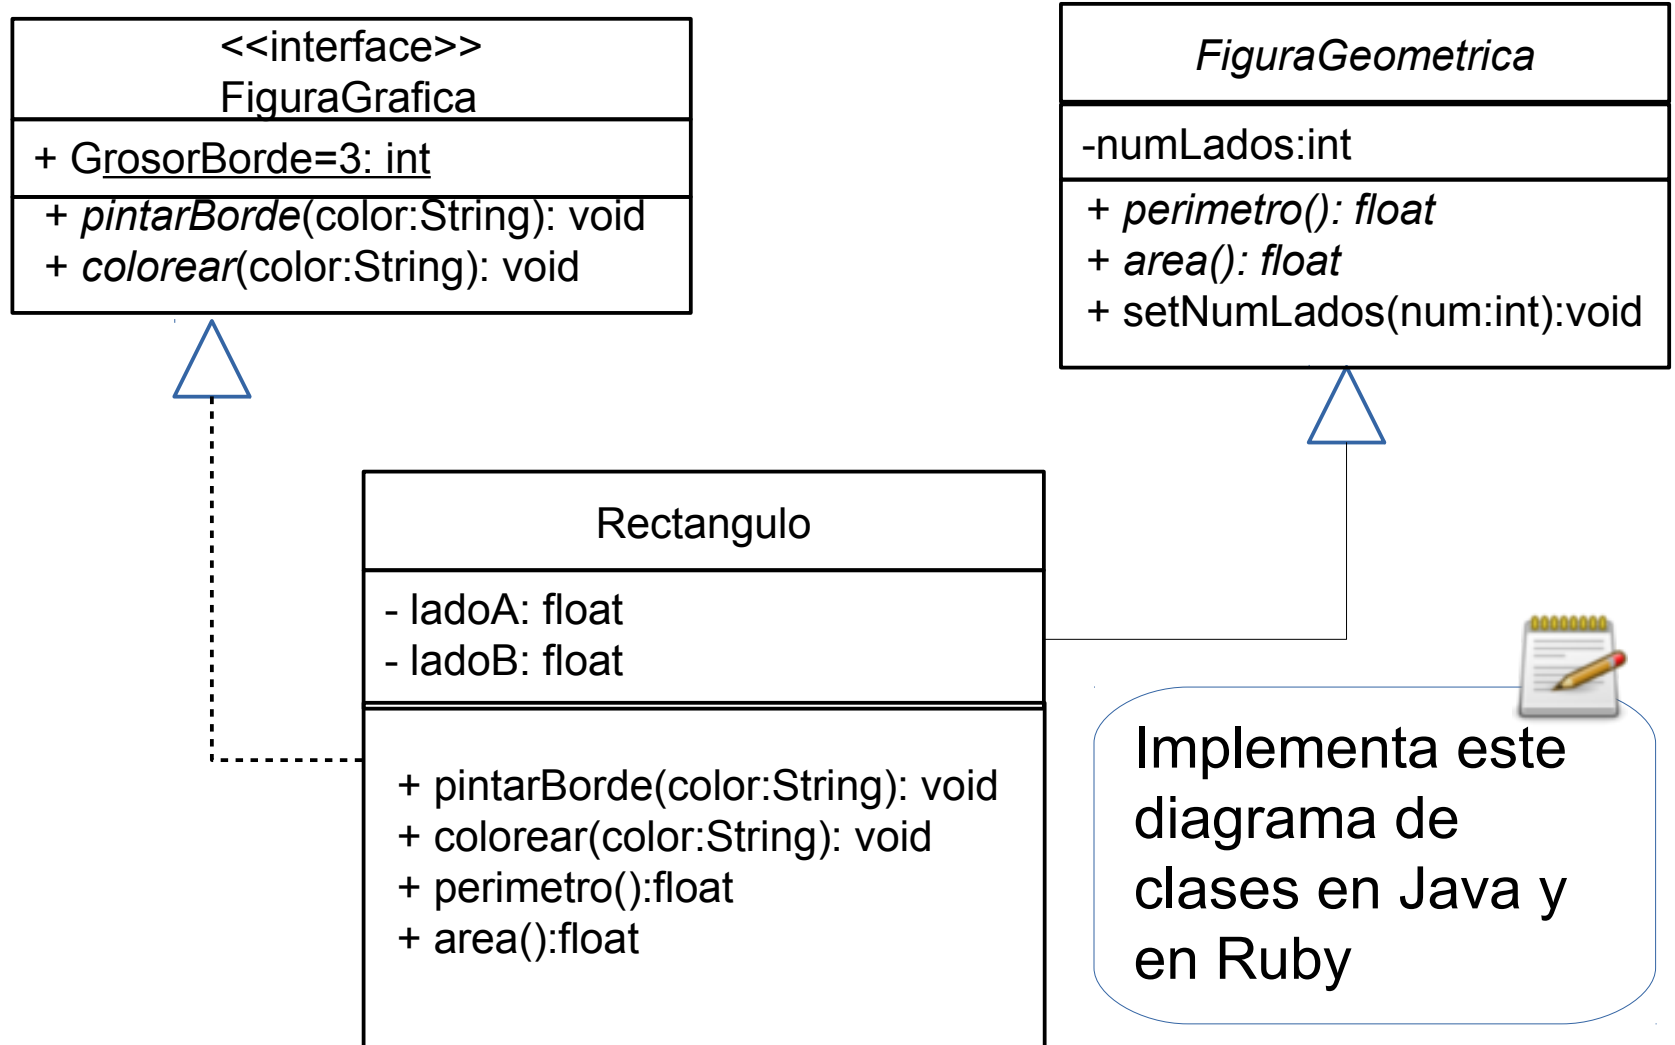 <<interface>>
FiguraGrafica
+ GrosorBorde=3: int
+ pintarBorde(color:String): void
+ colorear(color:String): void
FiguraGeometrica
-numLados:int
+ perimetro(): float
+ area(): float
+ setNumLados(num:int):void
Rectangulo
- ladoA: float
- ladoB: float
+ pintarBorde(color:String): void
+ colorear(color:String): void
+ perimetro():float
+ area():float
Implementa este
diagrama de
clases en Java y
en Ruby